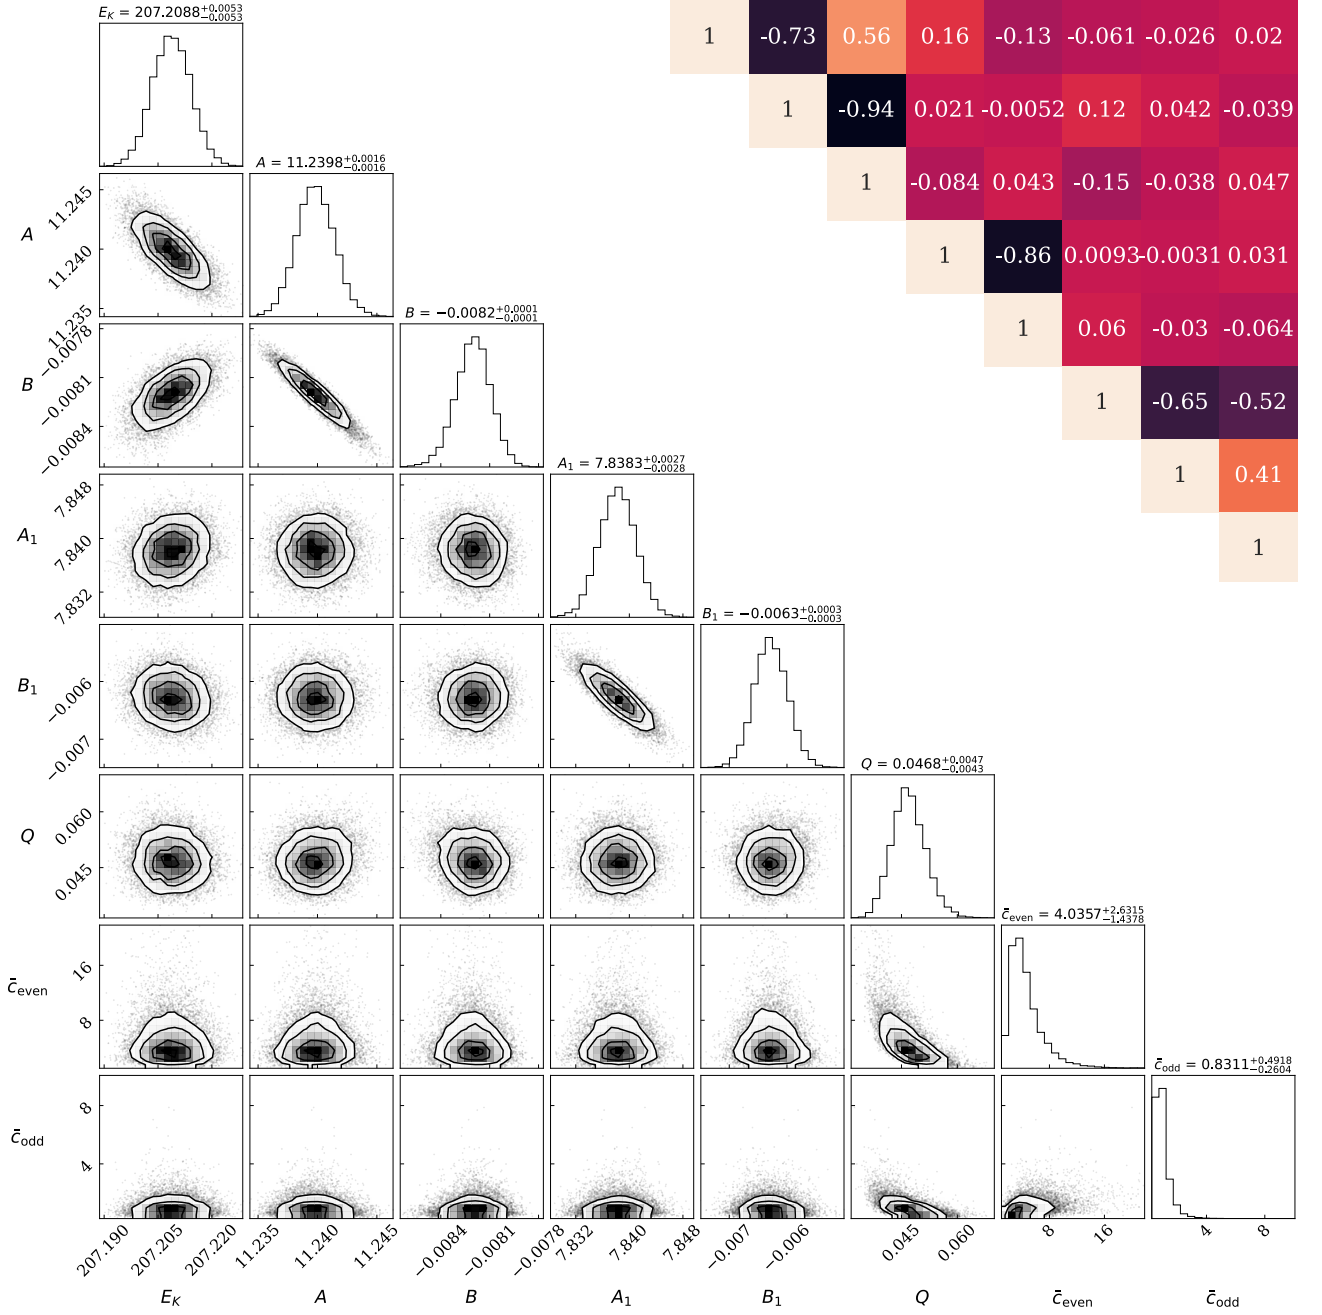 E_K = 207.2088^{+0.0053}_{-0.0053}
1 -0.73 0.56 0.16 -0.13 -0.061 -0.026 0.02
1 -0.94 0.021 -0.0052 0.12 0.042 -0.039
A = 11.2398^{+0.0016}_{-0.0016}
1 -0.084 0.043 -0.15 -0.038 0.047
A
11.245
11.240
11.235
1 -0.86 0.0093 -0.0031 0.031
B = −0.0082^{+0.0001}_{-0.0001}
1 0.06 -0.03 -0.064
B
−0.0078
−0.0081
−0.0084
1 -0.65 -0.52
A_1 = 7.8383^{+0.0027}_{-0.0028}
1 0.41
A_1
7.848
7.840
7.832
1
B_1 = −0.0063^{+0.0003}_{-0.0003}
B_1
−0.006
−0.007
Q = 0.0468^{+0.0047}_{-0.0043}
Q
0.060
0.045
c̄_even = 4.0357^{+2.6315}_{-1.4378}
c̄_even
16
8
c̄_odd = 0.8311^{+0.4918}_{-0.2604}
c̄_odd
8
4
207.190 207.205 207.220 11.235 11.240 11.245 −0.0084 −0.0081 −0.0078 7.832 7.840 7.848 −0.007 −0.006 0.045 0.060 8 16 4 8
E_K A B A_1 B_1 Q c̄_even c̄_odd